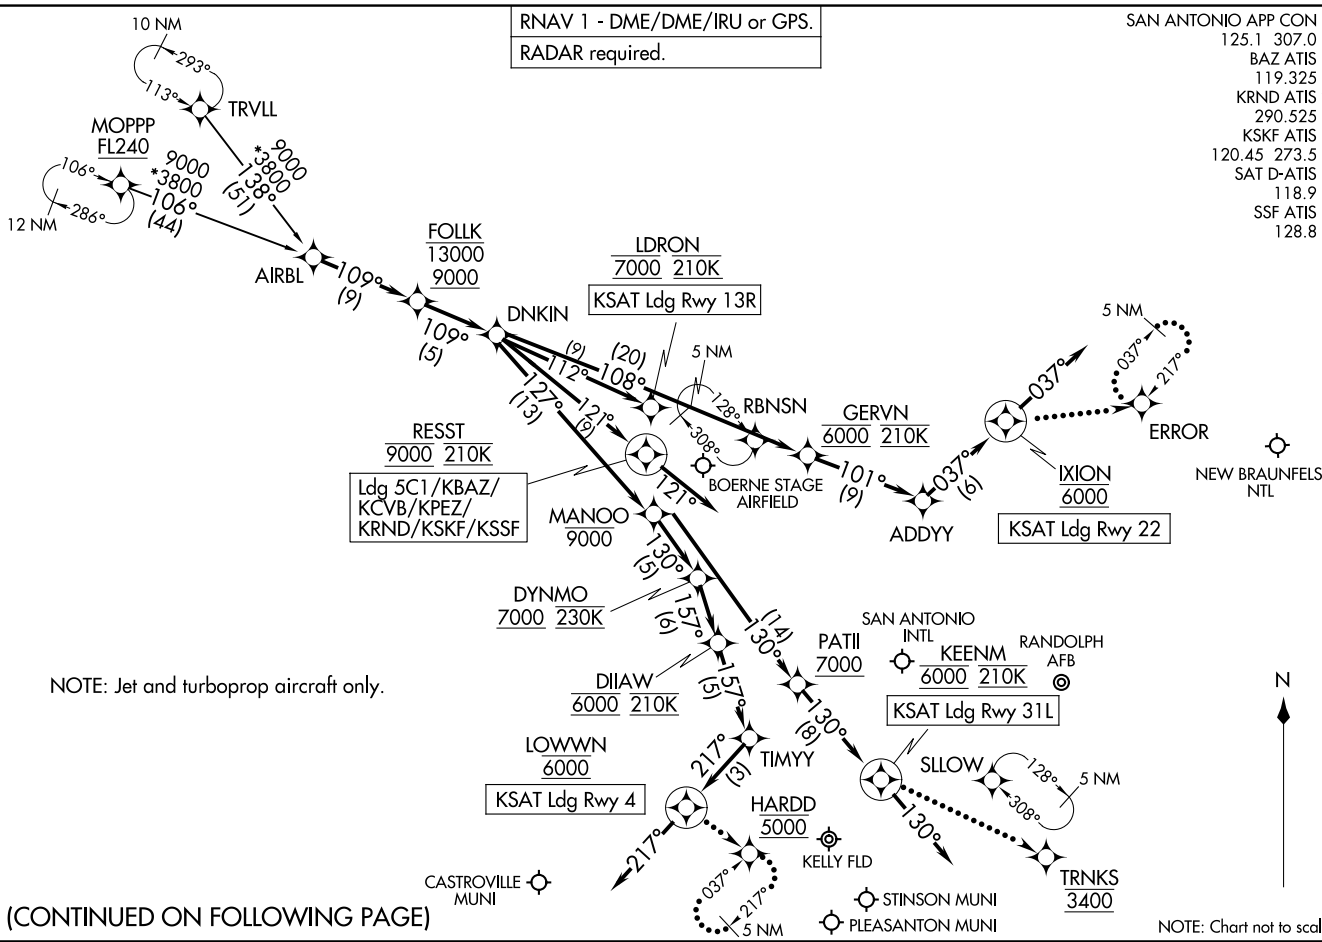 RNAV 1 - DME/DME/IRU or GPS.
RADAR required.
SAN ANTONIO APP CON
125.1 307.0
BAZ ATIS
119.325
KRND ATIS
290.525
KSKF ATIS
120.45 273.5
SAT D-ATIS
118.9
SSF ATIS
128.8
10 NM
293°
113°
TRVLL
MOPPP
FL240
106°
286°
12 NM
9000
*3800
106°
(44)
9000
*3800
138°
(51)
AIRBL
109°
(9)
FOLLK
13000
9000
109°
(5)
DNKIN
LDRON
7000 210K
KSAT Ldg Rwy 13R
(9)
112°
(20)
108°
5 NM
128°
308°
RBNSN
BOERNE STAGE
AIRFIELD
127°
(13)
121°
(9)
RESST
9000 210K
Ldg 5C1/KBAZ/
KCVB/KPEZ/
KRND/KSKF/KSSF
121°
GERVN
6000 210K
101°
(9)
ADDYY
037°
(6)
037°
IXION
6000
KSAT Ldg Rwy 22
5 NM
037°
217°
ERROR
NEW BRAUNFELS
NTL
MANOO
9000
130°
(5)
DYNMO
7000 230K
157°
(6)
(14)
130°
DIIAW
6000 210K
157°
(5)
PATII
7000
SAN ANTONIO
INTL
KEENM
6000 210K
KSAT Ldg Rwy 31L
RANDOLPH
AFB
130°
(8)
NOTE: Jet and turboprop aircraft only.
LOWWN
6000
KSAT Ldg Rwy 4
217°
(3)
TIMYY
217°
HARDD
5000
037°
217°
5 NM
KELLY FLD
SLLOW
128°
308°
5 NM
130°
TRNKS
3400
CASTROVILLE
MUNI
STINSON MUNI
PLEASANTON MUNI
N
(CONTINUED ON FOLLOWING PAGE)
NOTE: Chart not to scal